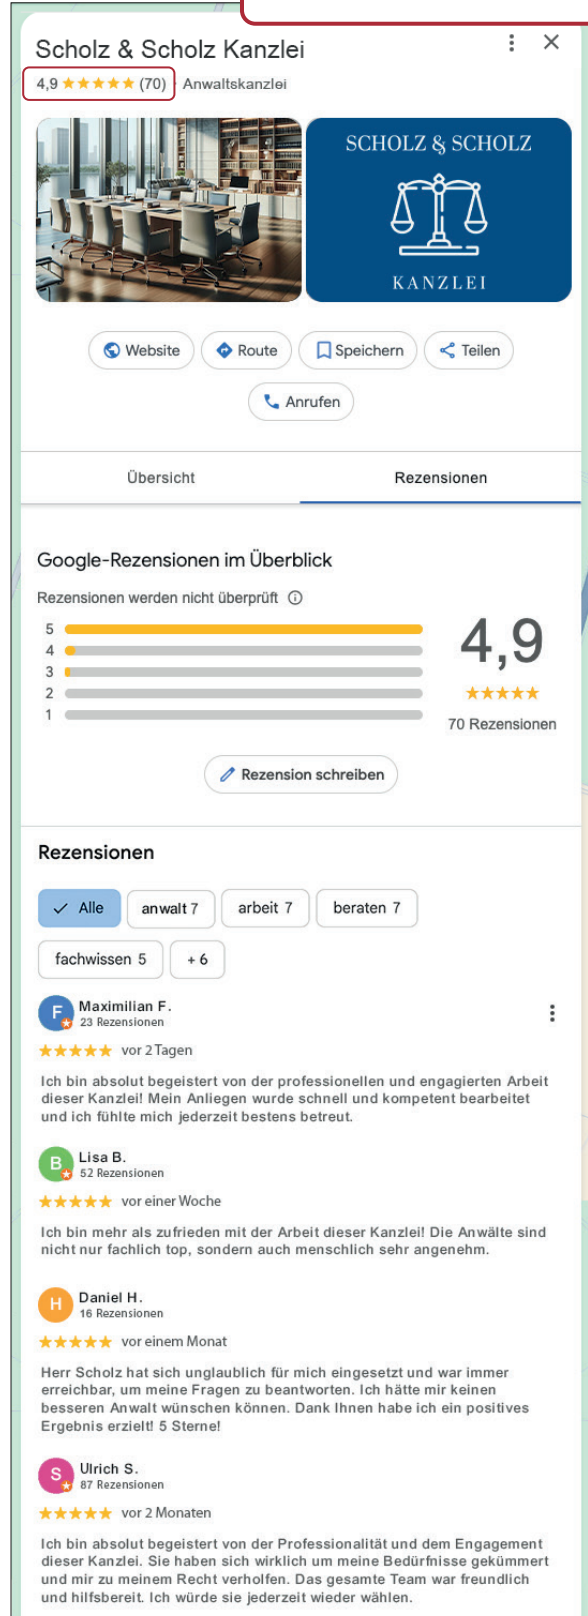 Scholz & Scholz Kanzlei
4,9 ★★★★★ (70) · Anwaltskanzlei
SCHOLZ & SCHOLZ
KANZLEI
Website
Route
Speichern
Teilen
Anrufen
Übersicht
Rezensionen
Google-Rezensionen im Überblick
Rezensionen werden nicht überprüft
5
4
3
2
1
4,9
★★★★★
70 Rezensionen
Rezension schreiben
Rezensionen
✓ Alle
anwalt 7
arbeit 7
beraten 7
fachwissen 5
+ 6
F
Maximilian F.
23 Rezensionen
★★★★★ vor 2 Tagen
Ich bin absolut begeistert von der professionellen und engagierten Arbeit
dieser Kanzlei! Mein Anliegen wurde schnell und kompetent bearbeitet
und ich fühlte mich jederzeit bestens betreut.
B
Lisa B.
52 Rezensionen
★★★★★ vor einer Woche
Ich bin mehr als zufrieden mit der Arbeit dieser Kanzlei! Die Anwälte sind
nicht nur fachlich top, sondern auch menschlich sehr angenehm.
H
Daniel H.
16 Rezensionen
★★★★★ vor einem Monat
Herr Scholz hat sich unglaublich für mich eingesetzt und war immer
erreichbar, um meine Fragen zu beantworten. Ich hätte mir keinen
besseren Anwalt wünschen können. Dank Ihnen habe ich ein positives
Ergebnis erzielt! 5 Sterne!
S
Ulrich S.
87 Rezensionen
★★★★★ vor 2 Monaten
Ich bin absolut begeistert von der Professionalität und dem Engagement
dieser Kanzlei. Sie haben sich wirklich um meine Bedürfnisse gekümmert
und mir zu meinem Recht verholfen. Das gesamte Team war freundlich
und hilfsbereit. Ich würde sie jederzeit wieder wählen.